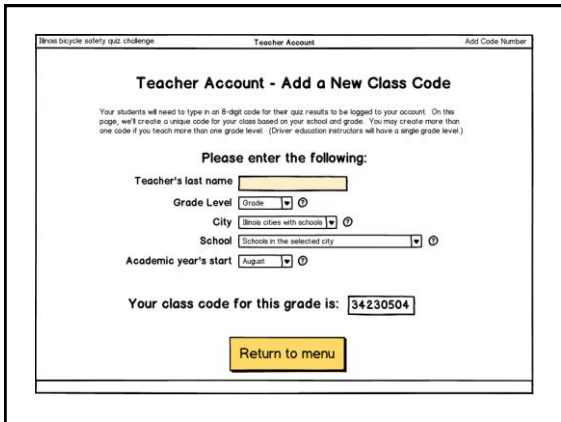 Illinois bicycle safety quiz challenge Teacher Account Add Code Number
Teacher Account - Add a New Class Code
Your students will need to type in an 8-digit code for their quiz results to be logged to your account. On this
page, we'll create a unique code for your class based on your school and grade. You may create more than
one code if you teach more than one grade level. (Driver education instructors will have a single grade level.)
Please enter the following:
Teacher's last name
Grade Level Grade ?
City Illinois cities with schools ?
School Schools in the selected city ?
Academic year's start August ?
Your class code for this grade is: 34230504
Return to menu